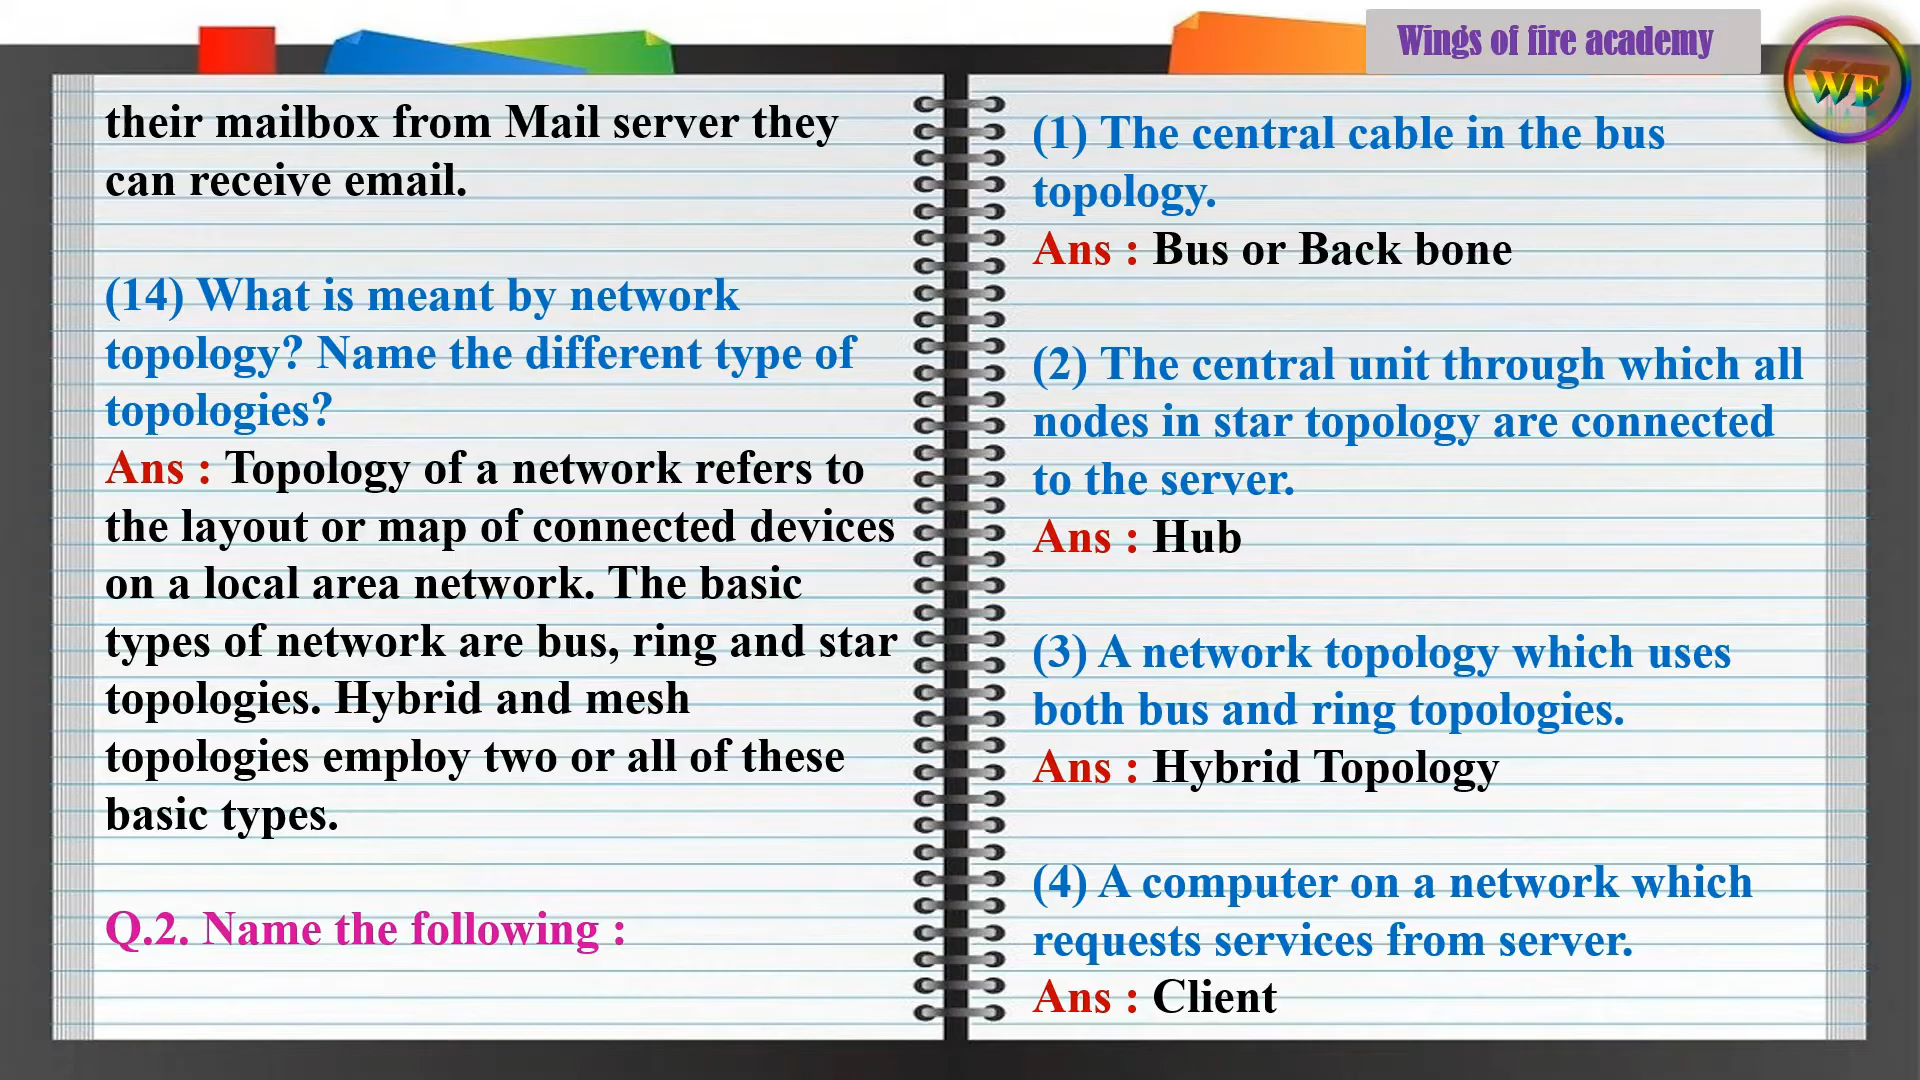 Wings of fire academy
WE
their mailbox from Mail server they
can receive email.
(14) What is meant by network
topology? Name the different type of
topologies?
Ans : Topology of a network refers to
the layout or map of connected devices
on a local area network. The basic
types of network are bus, ring and star
topologies. Hybrid and mesh
topologies employ two or all of these
basic types.
Q.2. Name the following :
(1) The central cable in the bus
topology.
Ans : Bus or Back bone
(2) The central unit through which all
nodes in star topology are connected
to the server.
Ans : Hub
(3) A network topology which uses
both bus and ring topologies.
Ans : Hybrid Topology
(4) A computer on a network which
requests services from server.
Ans : Client